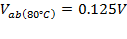 V_{ab(80°C)} = 0.125V